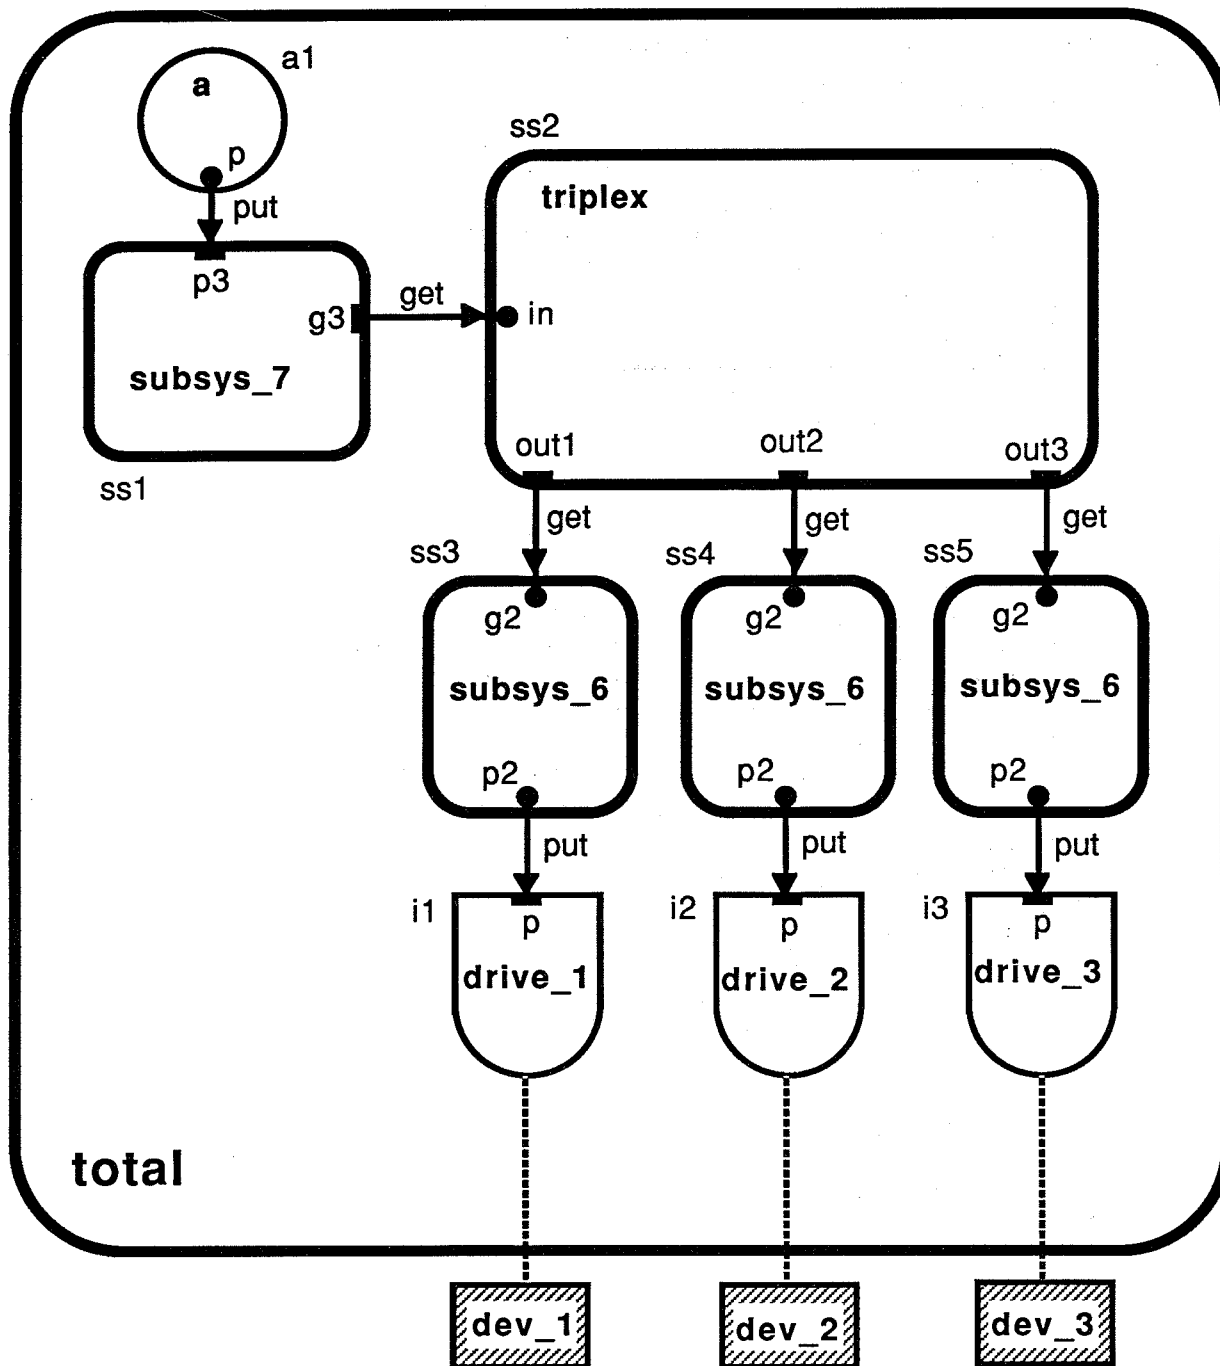 a1
a
p
put
ss2
triplex
p3
g3
get
in
subsys_7
ss1
out1
out2
out3
get
get
get
ss3
ss4
ss5
g2
g2
g2
subsys_6
subsys_6
subsys_6
p2
p2
p2
put
put
put
i1
i2
i3
p
p
p
drive_1
drive_2
drive_3
total
dev_1
dev_2
dev_3